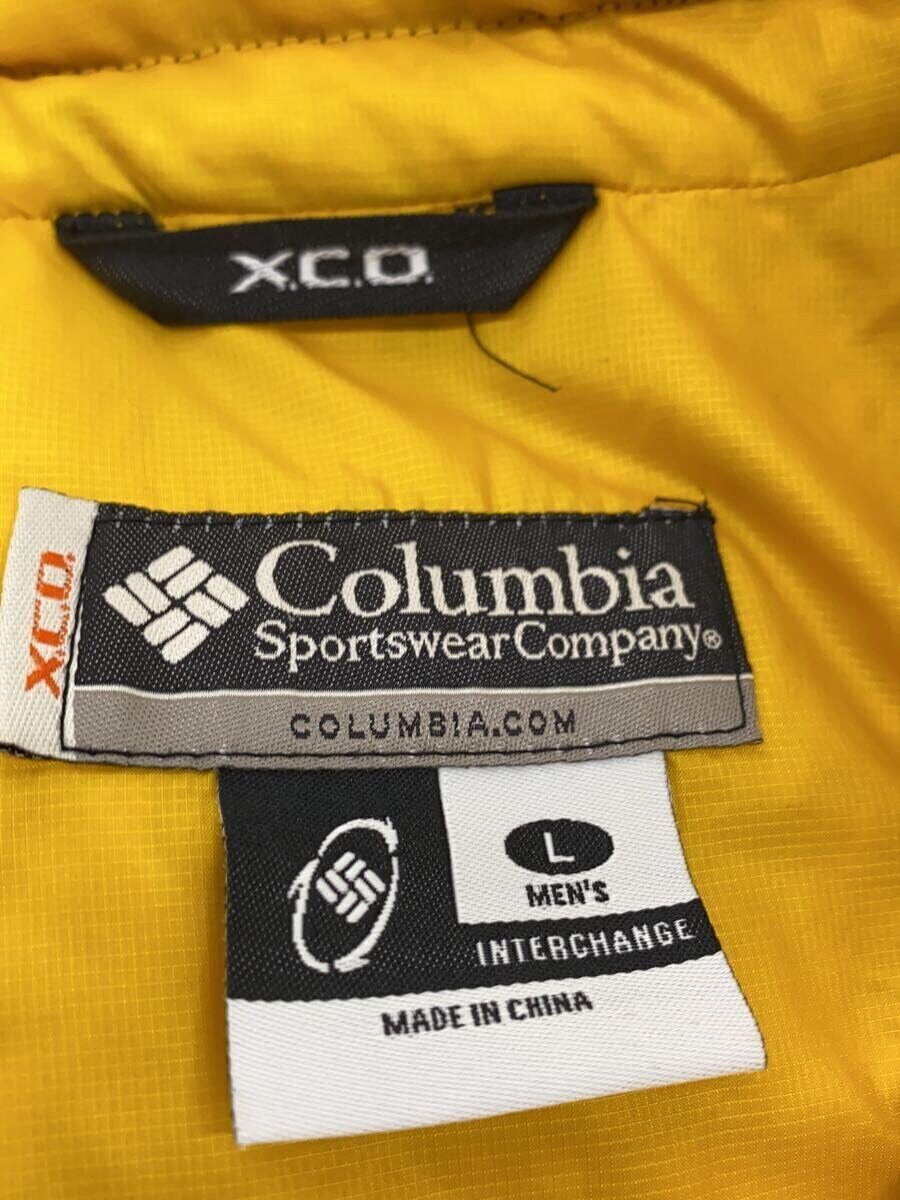 X.C.O.
X.C.O.
Columbia
Sportswear Company®
COLUMBIA.COM
L
MEN'S
INTERCHANGE
MADE IN CHINA